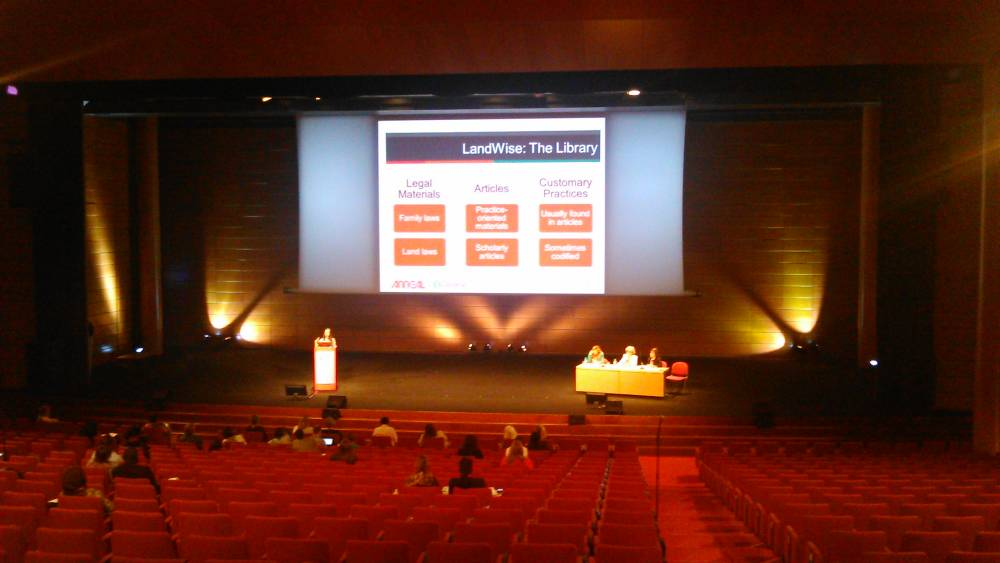 LandWise: The Library
Legal
Materials
Articles
Customary
Practices
Family laws
Practice-
oriented
materials
Usually found
in articles
Land laws
Scholarly
articles
Sometimes
codified